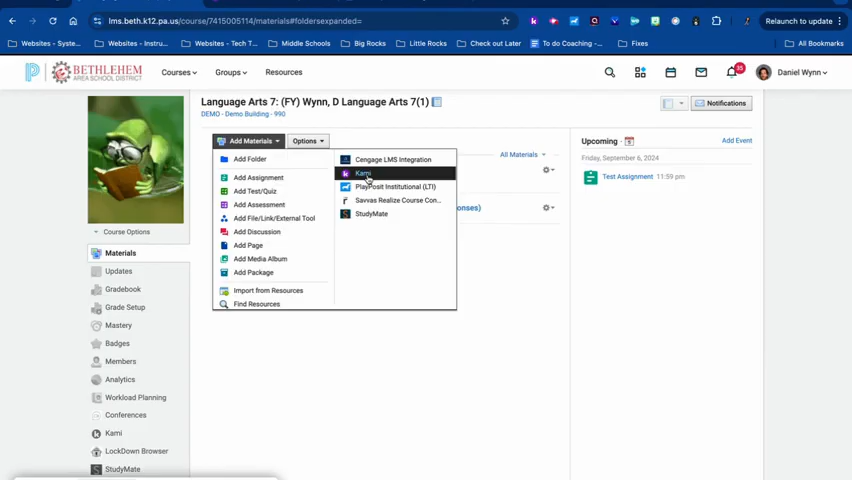 lms.beth.k12.pa.us/course/7415005114/materials#foldersexpanded=
Relaunch to update
Websites - Syste...
Websites - Instru...
Websites - Tech T...
Middle Schools
Big Rocks
Little Rocks
Check out Later
To do Coaching -...
Fixes
All Bookmarks
BETHLEHEM
AREA SCHOOL DISTRICT
Courses
Groups
Resources
35
Daniel Wynn
Language Arts 7: (FY) Wynn, D Language Arts 7(1)
DEMO - Demo Building - 990
Notifications
Add Materials
Options
All Materials
Add Folder
Add Assignment
Add Test/Quiz
Add Assessment
Add File/Link/External Tool
Add Discussion
Add Page
Add Media Album
Add Package
Import from Resources
Find Resources
Cengage LMS Integration
Kami
PlayPosit Institutional (LTI)
Savvas Realize Course Con...
StudyMate
onses)
Upcoming
Add Event
Friday, September 6, 2024
Test Assignment 11:59 pm
Course Options
Materials
Updates
Gradebook
Grade Setup
Mastery
Badges
Members
Analytics
Workload Planning
Conferences
Kami
LockDown Browser
StudyMate